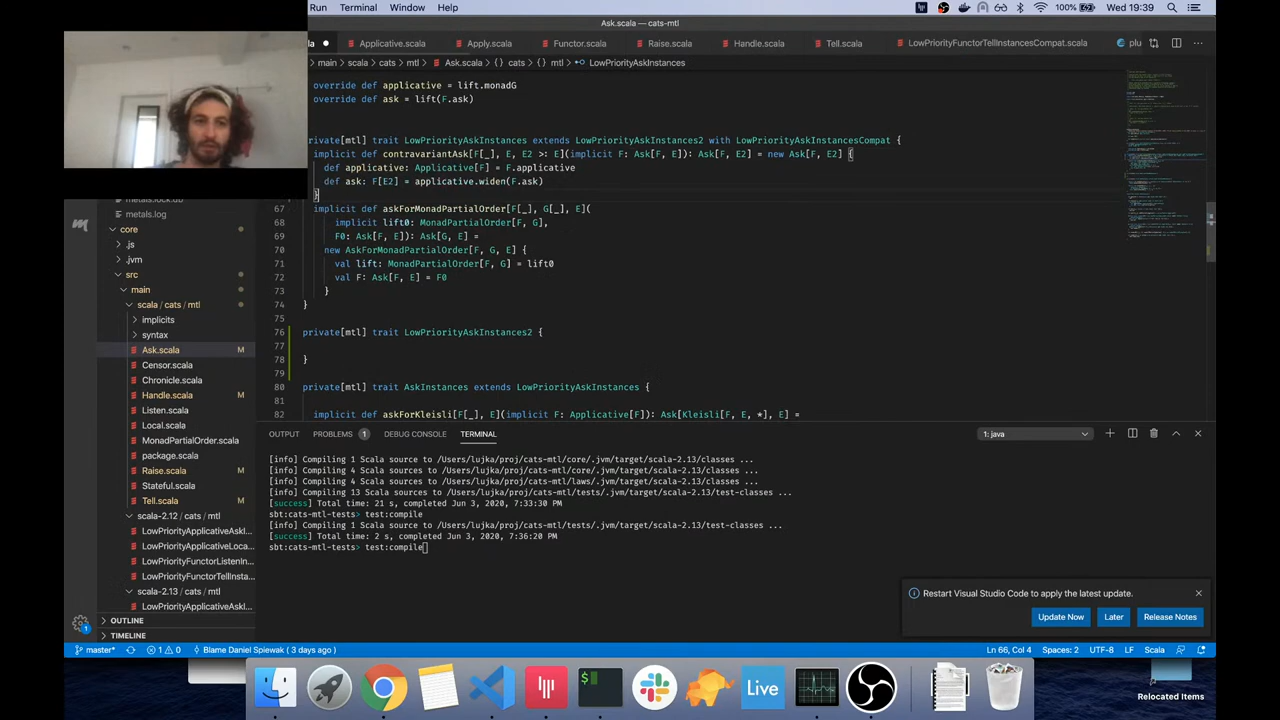 Run Terminal Window Help
100% Wed 19:39
Ask.scala — cats-mtl
Applicative.scala Apply.scala Functor.scala Raise.scala Handle.scala Tell.scala LowPriorityFunctorTellInstancesCompat.scala plu
main scala cats mtl Ask.scala {} cats {} mtl LowPriorityAskInstances
override def applicative = lift.monadG
override def ask = lift(F.ask)
private[mtl] trait LowPriorityAskInstances extends LowPriorityAskInstances2 with LowPriorityAskInstancesCompat {
implicit def contravariantAsk[F[_], E, E2 >: E](implicit F: Ask[F, E]): Ask[F, E2] = new Ask[F, E2] {
def applicative: Applicative[F] = F.applicative
def ask: F[E2] = applicative.widen(F.ask)
}
67 implicit def askForMonadPartialOrder[F[_], G[_], E](
68 implicit lift0: MonadPartialOrder[F, G],
69 F0: Ask[F, E]): Ask[G, E] =
70 new AskForMonadPartialOrder[F, G, E] {
71 val lift: MonadPartialOrder[F, G] = lift0
72 val F: Ask[F, E] = F0
73 }
74 }
75
76 private[mtl] trait LowPriorityAskInstances2 {
77
78 }
79
80 private[mtl] trait AskInstances extends LowPriorityAskInstances {
81
82 implicit def askForKleisli[F[_], E](implicit F: Applicative[F]): Ask[Kleisli[F, E, *], E] =
metals.lock.db
metals.log
core
.js
.jvm
src
main
scala / cats / mtl
implicits
syntax
Ask.scala M
Censor.scala
Chronicle.scala
Handle.scala M
Listen.scala
Local.scala
MonadPartialOrder.scala
package.scala
Raise.scala M
Stateful.scala
Tell.scala M
scala-2.12 / cats / mtl
LowPriorityApplicativeAskI...
LowPriorityApplicativeLoca...
LowPriorityFunctorListenIn...
LowPriorityFunctorTellInsta...
scala-2.13 / cats / mtl
LowPriorityApplicativeAskI...
OUTLINE
TIMELINE
OUTPUT PROBLEMS 1 DEBUG CONSOLE TERMINAL 1: java
[info] Compiling 1 Scala source to /Users/lujka/proj/cats-mtl/core/.jvm/target/scala-2.13/classes ...
[info] Compiling 4 Scala sources to /Users/lujka/proj/cats-mtl/core/.jvm/target/scala-2.13/classes ...
[info] Compiling 4 Scala sources to /Users/lujka/proj/cats-mtl/laws/.jvm/target/scala-2.13/classes ...
[info] Compiling 13 Scala sources to /Users/lujka/proj/cats-mtl/tests/.jvm/target/scala-2.13/test-classes ...
[success] Total time: 21 s, completed Jun 3, 2020, 7:33:30 PM
sbt:cats-mtl-tests> test:compile
[info] Compiling 1 Scala source to /Users/lujka/proj/cats-mtl/tests/.jvm/target/scala-2.13/test-classes ...
[success] Total time: 2 s, completed Jun 3, 2020, 7:36:20 PM
sbt:cats-mtl-tests> test:compile
Restart Visual Studio Code to apply the latest update.
Update Now Later Release Notes
1
master* 1 0 Blame Daniel Spiewak ( 3 days ago ) Ln 66, Col 4 Spaces: 2 UTF-8 LF Scala
Live
Relocated Items